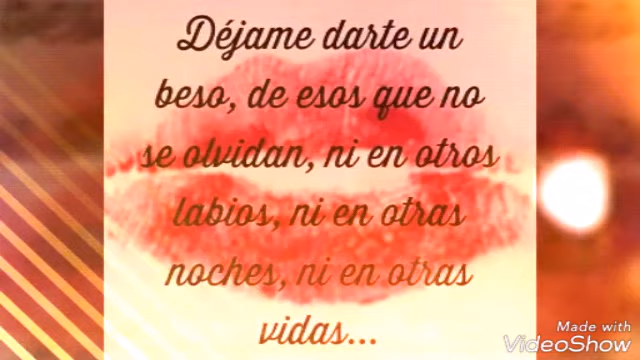 Déjame darte un
beso, de esos que no
se olvidan, ni en otros
labios, ni en otras
noches, ni en otras
vidas...
Made with
VideoShow